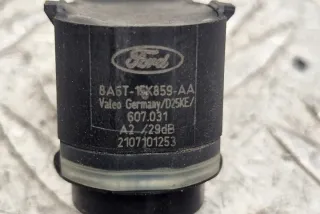 Ford
8A6T-15K859-AA
Valeo Germany/D25KE/
607.031
A2 /29dB
2107101253